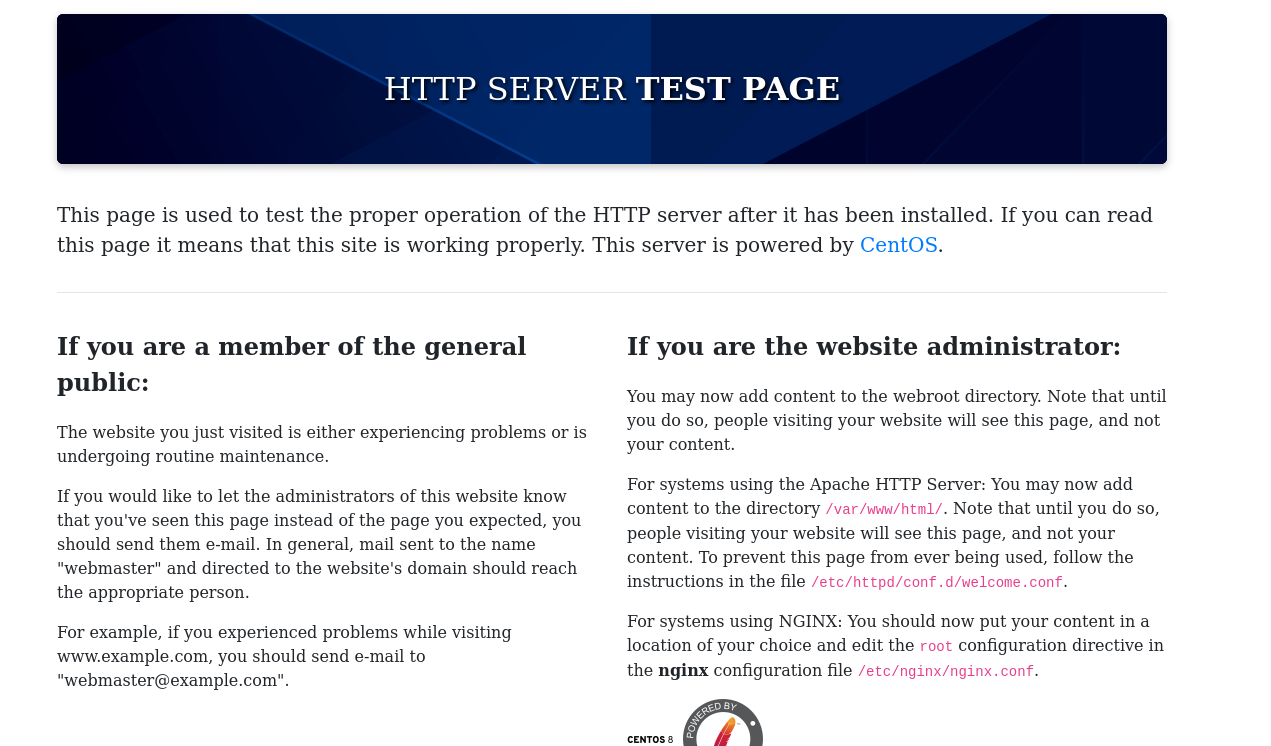 HTTP SERVER TEST PAGE
This page is used to test the proper operation of the HTTP server after it has been installed. If you can read
this page it means that this site is working properly. This server is powered by CentOS.
If you are a member of the general
public:
The website you just visited is either experiencing problems or is
undergoing routine maintenance.
If you would like to let the administrators of this website know
that you've seen this page instead of the page you expected, you
should send them e-mail. In general, mail sent to the name
"webmaster" and directed to the website's domain should reach
the appropriate person.
For example, if you experienced problems while visiting
www.example.com, you should send e-mail to
"webmaster@example.com".
If you are the website administrator:
You may now add content to the webroot directory. Note that until
you do so, people visiting your website will see this page, and not
your content.
For systems using the Apache HTTP Server: You may now add
content to the directory /var/www/html/. Note that until you do so,
people visiting your website will see this page, and not your
content. To prevent this page from ever being used, follow the
instructions in the file /etc/httpd/conf.d/welcome.conf.
For systems using NGINX: You should now put your content in a
location of your choice and edit the root configuration directive in
the nginx configuration file /etc/nginx/nginx.conf.
CENTOS 8
POWERED BY